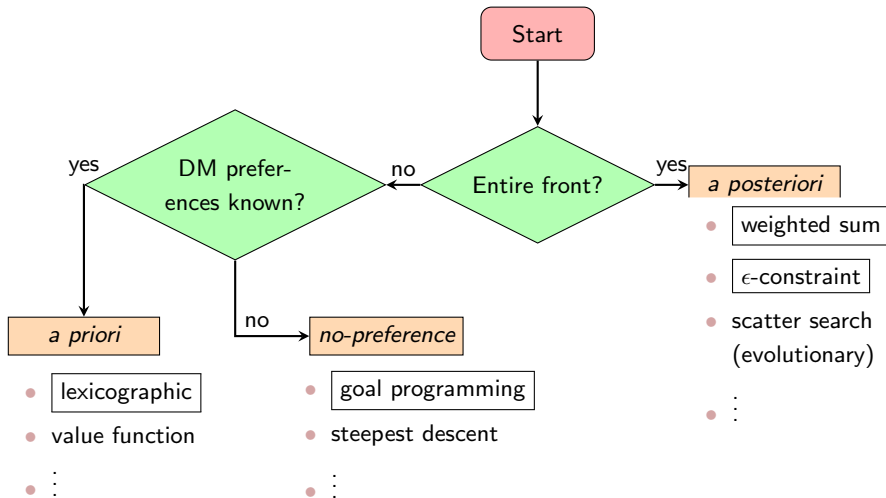 Start
Entire front?
yes
no
DM prefer-
ences known?
yes
no
a posteriori
• weighted sum
• ϵ-constraint
• scatter search
(evolutionary)
• ⋮
a priori
• lexicographic
• value function
• ⋮
no-preference
• goal programming
• steepest descent
• ⋮